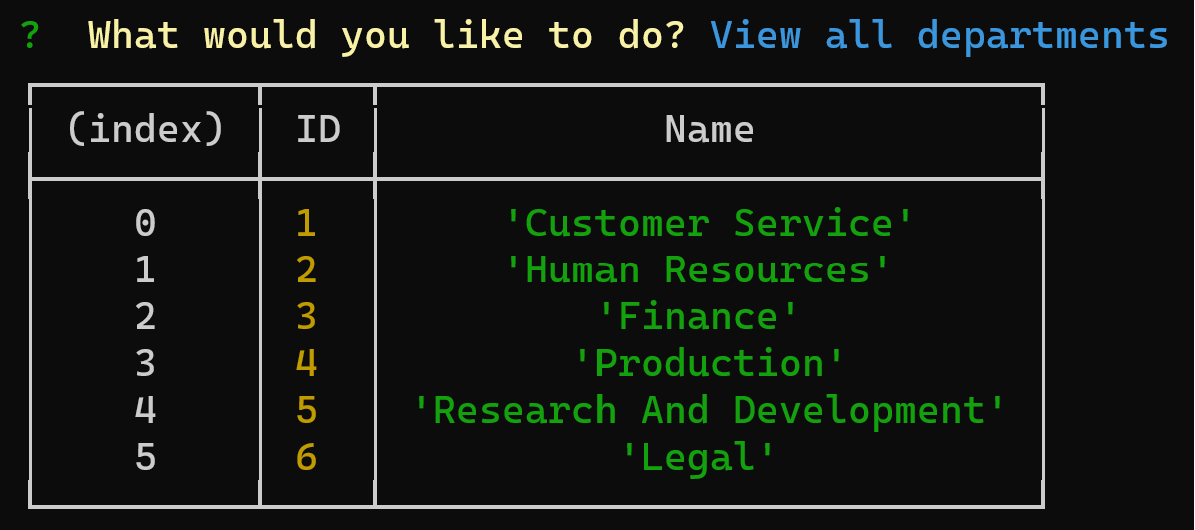 ? What would you like to do? View all departments
(index) ID Name
0 1 'Customer Service'
1 2 'Human Resources'
2 3 'Finance'
3 4 'Production'
4 5 'Research And Development'
5 6 'Legal'